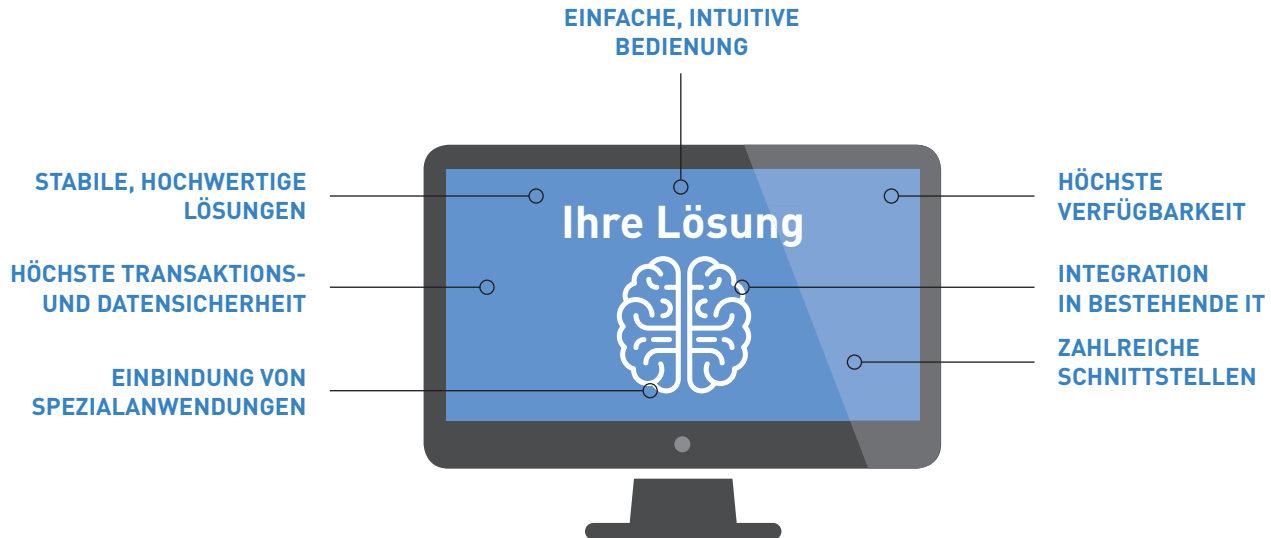 EINFACHE, INTUITIVE
BEDIENUNG
STABILE, HOCHWERTIGE
LÖSUNGEN
HÖCHSTE TRANSAKTIONS-
UND DATENSICHERHEIT
EINBINDUNG VON
SPEZIALANWENDUNGEN
Ihre Lösung
HÖCHSTE
VERFÜGBARKEIT
INTEGRATION
IN BESTEHENDE IT
ZAHLREICHE
SCHNITTSTELLEN